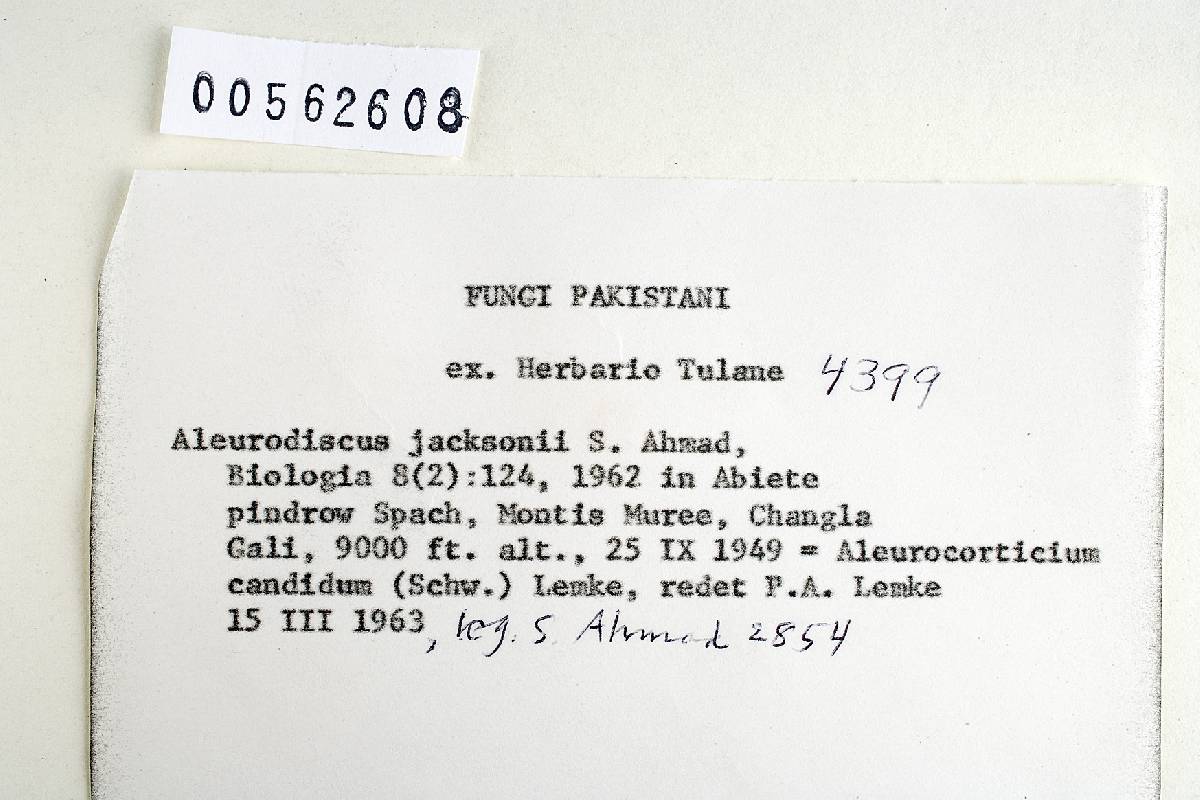 00562608
FUNGI PAKISTANI
ex. Herbario Tulane 4399
Aleurodiscus jacksonii S. Ahmad,
Biologia 8(2):124, 1962 in Abiete
pindrow Spach, Montis Muree, Changla
Gali, 9000 ft. alt., 25 IX 1949 = Aleurocorticium
candidum (Schw.) Lemke, redet P.A. Lemke
15 III 1963, leg. S. Ahmad 2854